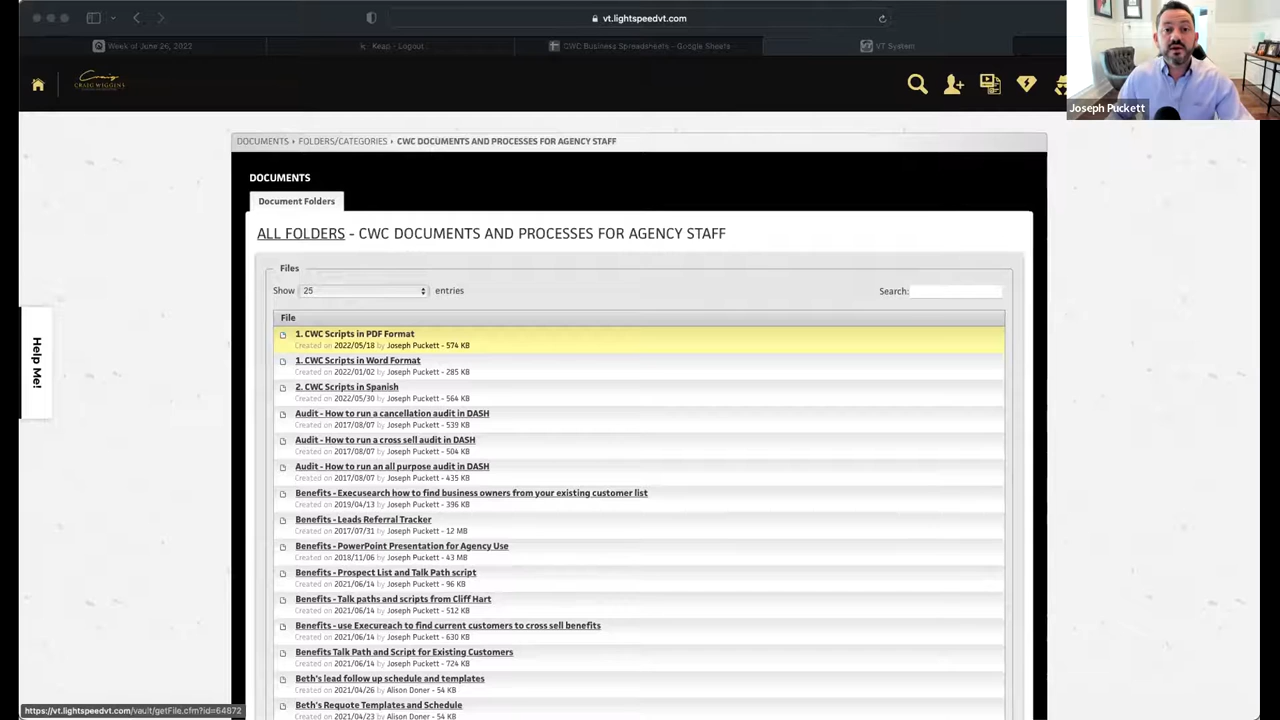 vt.lightspeedvt.com
Week of June 26, 2022
Keap - Logout
CWC Business Spreadsheets - Google Sheets
VT System
CRAIG WIGGINS
Joseph Puckett
DOCUMENTS › FOLDERS/CATEGORIES › CWC DOCUMENTS AND PROCESSES FOR AGENCY STAFF
DOCUMENTS
Document Folders
ALL FOLDERS - CWC DOCUMENTS AND PROCESSES FOR AGENCY STAFF
Files
Show 25 entries
Search:
File
1. CWC Scripts in PDF Format
Created on 2022/05/18 by Joseph Puckett - 574 KB
1. CWC Scripts in Word Format
Created on 2022/01/02 by Joseph Puckett - 285 KB
2. CWC Scripts in Spanish
Created on 2022/05/30 by Joseph Puckett - 564 KB
Audit - How to run a cancellation audit in DASH
Created on 2017/08/07 by Joseph Puckett - 539 KB
Audit - How to run a cross sell audit in DASH
Created on 2017/08/07 by Joseph Puckett - 504 KB
Audit - How to run an all purpose audit in DASH
Created on 2017/08/07 by Joseph Puckett - 435 KB
Benefits - Execusearch how to find business owners from your existing customer list
Created on 2019/04/13 by Joseph Puckett - 396 KB
Benefits - Leads Referral Tracker
Created on 2017/07/31 by Joseph Puckett - 12 MB
Benefits - PowerPoint Presentation for Agency Use
Created on 2018/11/06 by Joseph Puckett - 43 MB
Benefits - Prospect List and Talk Path script
Created on 2021/06/14 by Joseph Puckett - 96 KB
Benefits - Talk paths and scripts from Cliff Hart
Created on 2021/06/14 by Joseph Puckett - 512 KB
Benefits - use Execureach to find current customers to cross sell benefits
Created on 2021/06/14 by Joseph Puckett - 630 KB
Benefits Talk Path and Script for Existing Customers
Created on 2021/06/14 by Joseph Puckett - 724 KB
Beth's lead follow up schedule and templates
Created on 2021/04/26 by Alison Doner - 54 KB
Beth's Requote Templates and Schedule
Created on 2021/04/23 by Alison Doner - 54 KB
Help Me!
https://vt.lightspeedvt.com/vault/getFile.cfm?id=64872